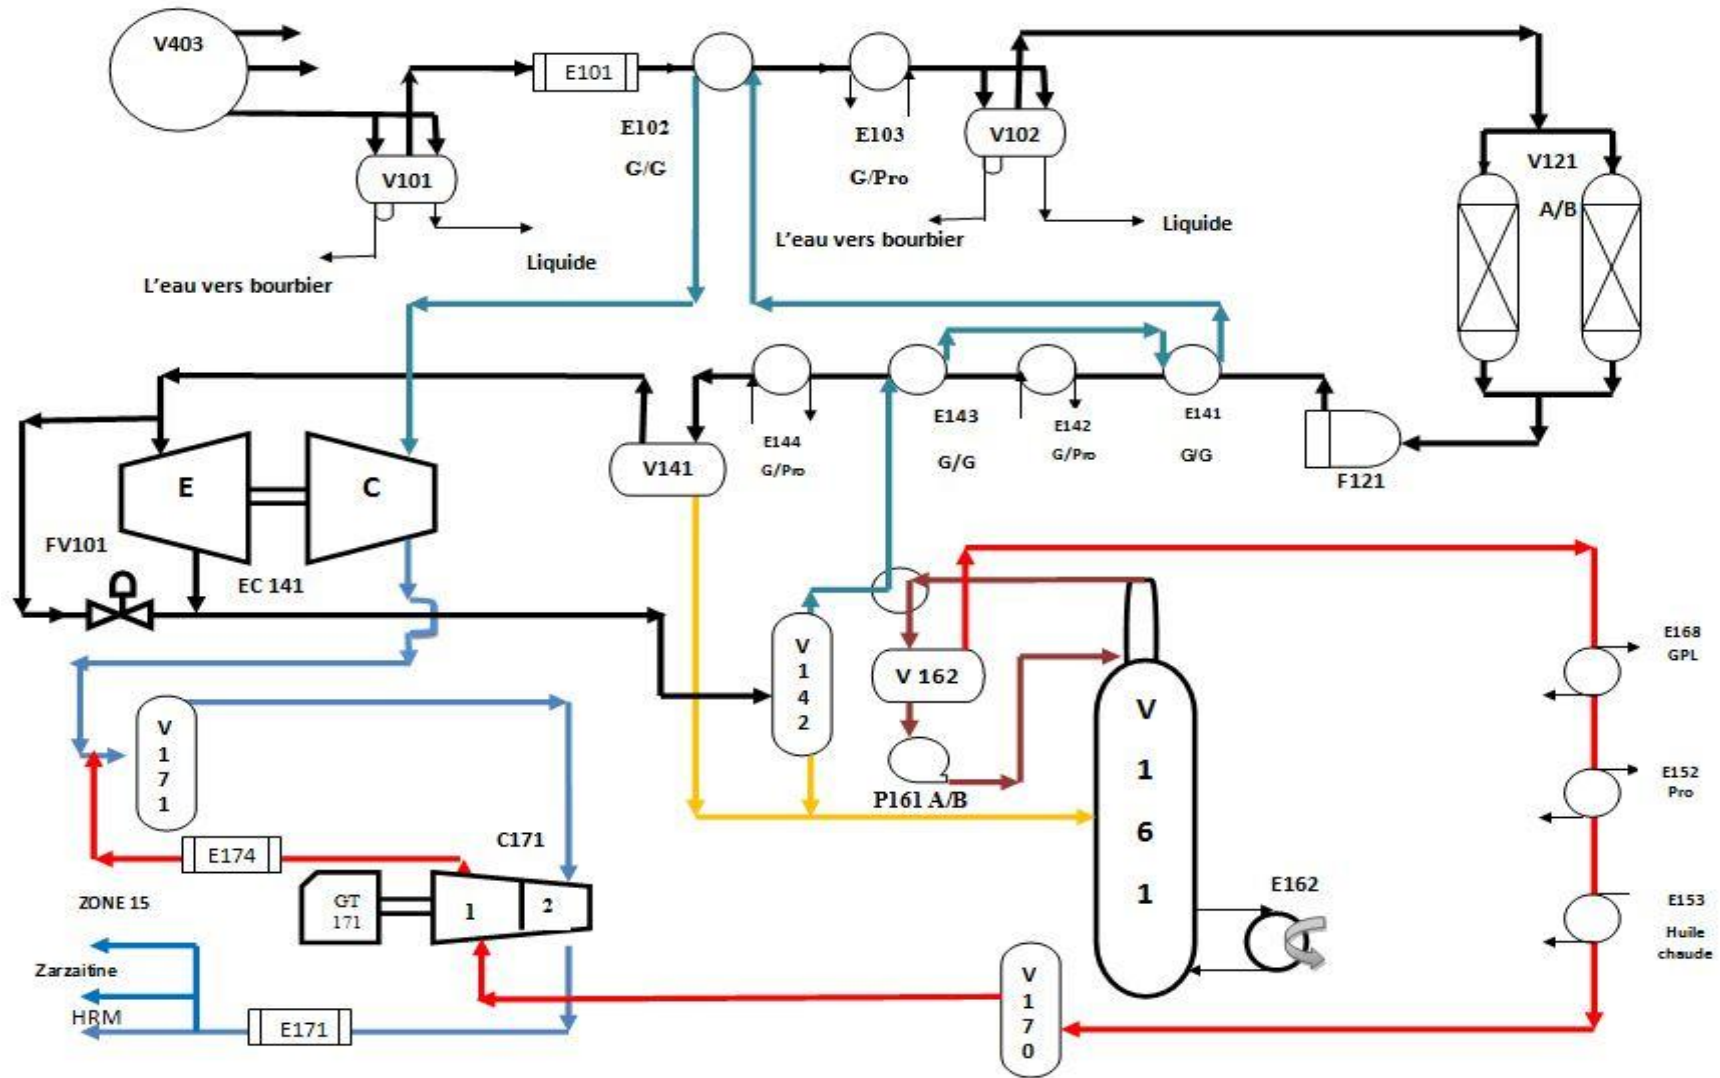 V403
E101
E102
G/G
E103
G/Pro
V102
V101
V121
A/B
L'eau vers bourbier
Liquide
L'eau vers bourbier
Liquide
E144
G/Pro
E143
G/G
E142
G/Pro
E141
G/G
F121
V141
E
C
FV101
EC 141
V
1
4
2
V 162
P161 A/B
V
1
6
1
E162
E168
GPL
E152
Pro
E153
Huile
chaude
V
1
7
1
E174
C171
GT
171
1
2
ZONE 15
Zarzaitine
HRM
E171
V
1
7
0